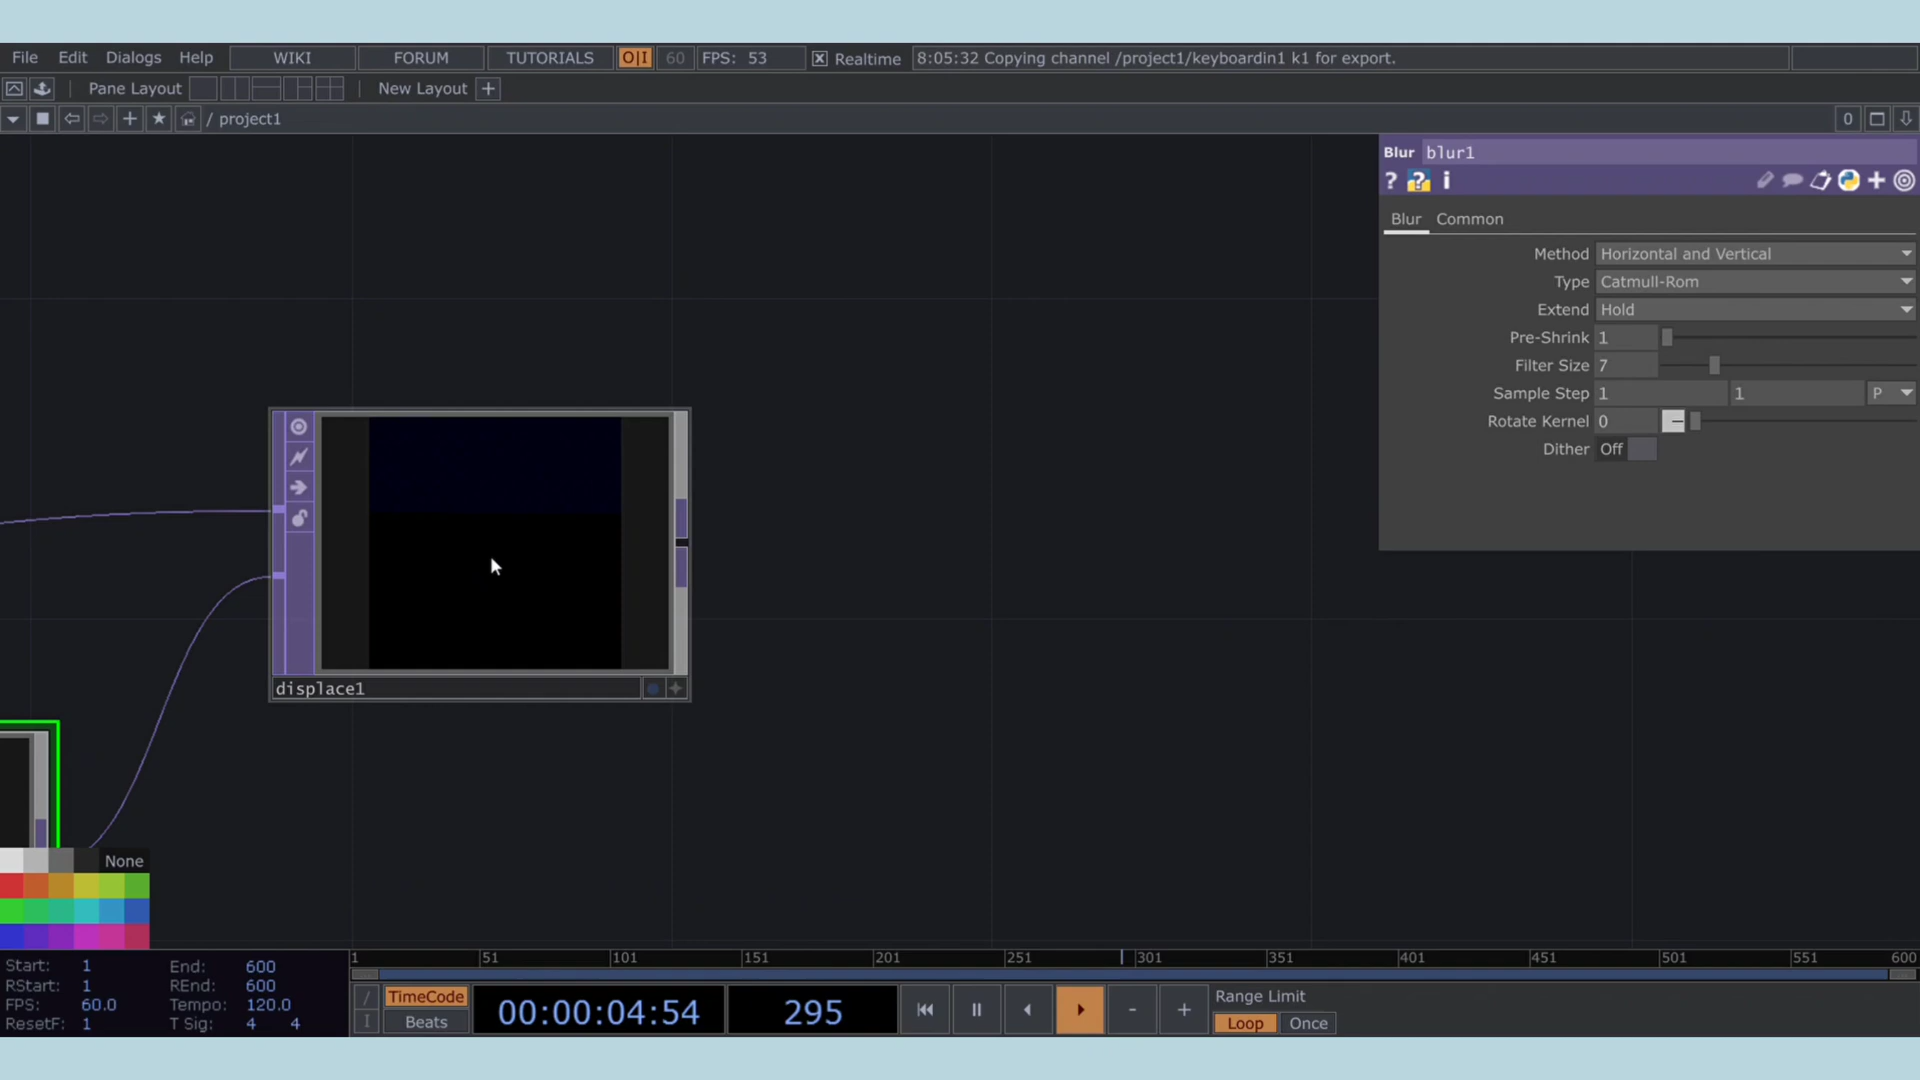 File Edit Dialogs Help WIKI FORUM TUTORIALS O|I 60 FPS: 53 Realtime 8:05:32 Copying channel /project1/keyboardin1 k1 for export.
Pane Layout New Layout +
/ project1 0
Blur blur1
? ? i
Blur Common
Method Horizontal and Vertical
Type Catmull-Rom
Extend Hold
Pre-Shrink 1
Filter Size 7
Sample Step 1 1 P
Rotate Kernel 0
Dither Off
displace1
None
1 51 101 151 201 251 301 351 401 451 501 551 600
Start: 1 End: 600
RStart: 1 REnd: 600
FPS: 60.0 Tempo: 120.0
ResetF: 1 T Sig: 4 4
/ TimeCode
I Beats
00:00:04:54 295 - +
Range Limit
Loop Once